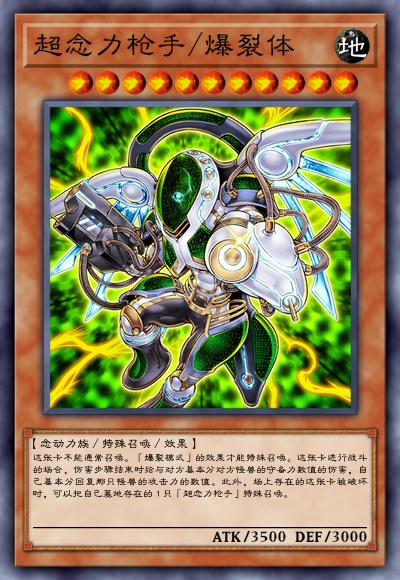 超念力枪手/爆裂体
地
【念动力族/特殊召唤/效果】
这张卡不能通常召唤。「爆裂模式」的效果才能特殊召唤。这张卡进行战斗
的场合，伤害步骤结束时给与对方基本分对方怪兽的守备力数值的伤害，自
己基本分回复那只怪兽的攻击力的数值。此外，场上存在的这张卡被破坏
时，可以把自己墓地存在的1只「超念力枪手」特殊召唤。
ATK/3500 DEF/3000